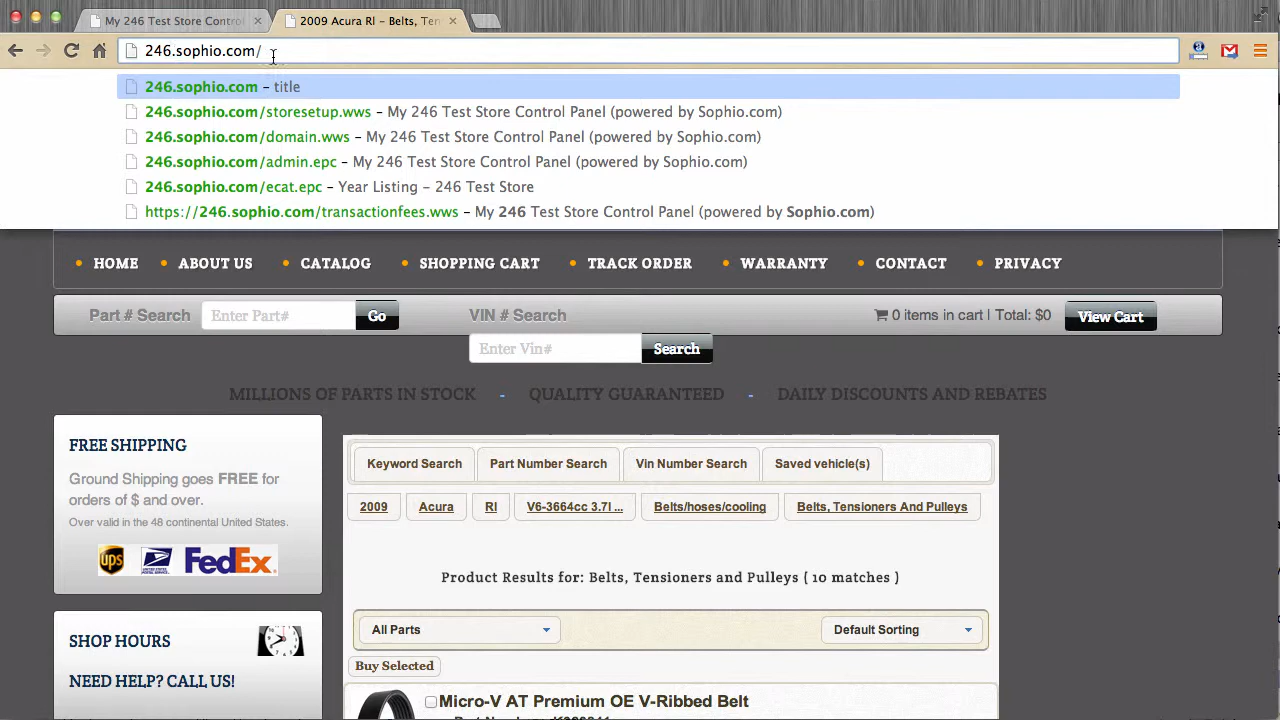 My 246 Test Store Control
2009 Acura Rl – Belts, Ten
246.sophio.com/
246.sophio.com – title
246.sophio.com/storesetup.wws – My 246 Test Store Control Panel (powered by Sophio.com)
246.sophio.com/domain.wws – My 246 Test Store Control Panel (powered by Sophio.com)
246.sophio.com/admin.epc – My 246 Test Store Control Panel (powered by Sophio.com)
246.sophio.com/ecat.epc – Year Listing – 246 Test Store
https://246.sophio.com/transactionfees.wws – My 246 Test Store Control Panel (powered by Sophio.com)
HOME ABOUT US CATALOG SHOPPING CART TRACK ORDER WARRANTY CONTACT PRIVACY
Part # Search Enter Part# Go VIN # Search 0 items in cart | Total: $0 View Cart
Enter Vin# Search
MILLIONS OF PARTS IN STOCK - QUALITY GUARANTEED - DAILY DISCOUNTS AND REBATES
FREE SHIPPING
Ground Shipping goes FREE for
orders of $ and over.
Over valid in the 48 continental United States.
ups FedEx
SHOP HOURS
NEED HELP? CALL US!
Keyword Search Part Number Search Vin Number Search Saved vehicle(s)
2009 Acura Rl V6-3664cc 3.7l ... Belts/hoses/cooling Belts, Tensioners And Pulleys
Product Results for: Belts, Tensioners and Pulleys ( 10 matches )
All Parts Default Sorting
Buy Selected
Micro-V AT Premium OE V-Ribbed Belt